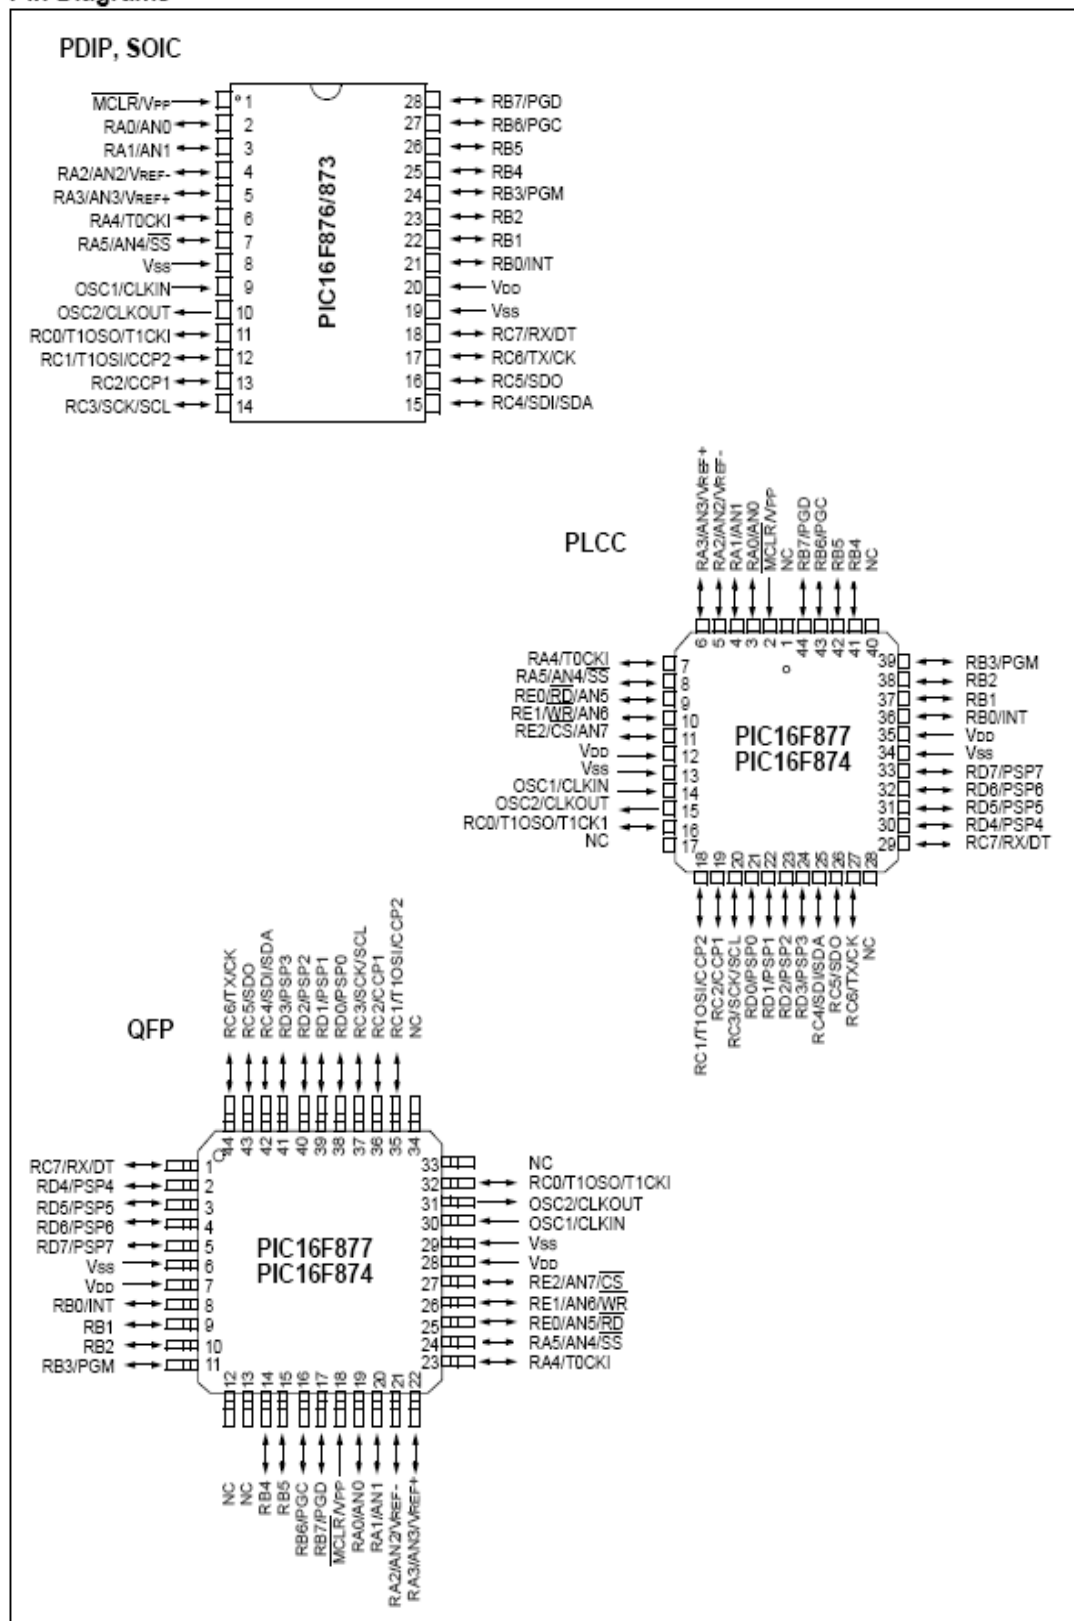 PDIP, SOIC
MCLR/VPP 1 28 RB7/PGD
RA0/AN0 2 27 RB6/PGC
RA1/AN1 3 26 RB5
RA2/AN2/VREF- 4 25 RB4
RA3/AN3/VREF+ 5 24 RB3/PGM
RA4/T0CKI 6 23 RB2
RA5/AN4/SS 7 22 RB1
VSS 8 21 RB0/INT
OSC1/CLKIN 9 20 VDD
OSC2/CLKOUT 10 19 VSS
RC0/T1OSO/T1CKI 11 18 RC7/RX/DT
RC1/T1OSI/CCP2 12 17 RC6/TX/CK
RC2/CCP1 13 16 RC5/SDO
RC3/SCK/SCL 14 15 RC4/SDI/SDA
PIC16F876/873
PLCC
RA3/AN3/VREF+
RA2/AN2/VREF-
RA1/AN1
RA0/AN0
MCLR/VPP
NC
RB7/PGD
RB6/PGC
RB5
RB4
NC
6 5 4 3 2 1 44 43 42 41 40
RA4/T0CKI 7 39 RB3/PGM
RA5/AN4/SS 8 38 RB2
RE0/RD/AN5 9 37 RB1
RE1/WR/AN6 10 36 RB0/INT
RE2/CS/AN7 11 35 VDD
VDD 12 34 VSS
VSS 13 33 RD7/PSP7
OSC1/CLKIN 14 32 RD6/PSP6
OSC2/CLKOUT 15 31 RD5/PSP5
RC0/T1OSO/T1CK1 16 30 RD4/PSP4
NC 17 29 RC7/RX/DT
PIC16F877
PIC16F874
18 19 20 21 22 23 24 25 26 27 28
RC1/T1OSI/CCP2
RC2/CCP1
RC3/SCK/SCL
RD0/PSP0
RD1/PSP1
RD2/PSP2
RD3/PSP3
RC4/SDI/SDA
RC5/SDO
RC6/TX/CK
NC
QFP
RC6/TX/CK
RC5/SDO
RC4/SDI/SDA
RD3/PSP3
RD2/PSP2
RD1/PSP1
RD0/PSP0
RC3/SCK/SCL
RC2/CCP1
RC1/T1OSI/CCP2
NC
44 43 42 41 40 39 38 37 36 35 34
RC7/RX/DT 1 33 NC
RD4/PSP4 2 32 RC0/T1OSO/T1CKI
RD5/PSP5 3 31 OSC2/CLKOUT
RD6/PSP6 4 30 OSC1/CLKIN
RD7/PSP7 5 29 VSS
VSS 6 28 VDD
VDD 7 27 RE2/AN7/CS
RB0/INT 8 26 RE1/AN6/WR
RB1 9 25 RE0/AN5/RD
RB2 10 24 RA5/AN4/SS
RB3/PGM 11 23 RA4/T0CKI
PIC16F877
PIC16F874
12 13 14 15 16 17 18 19 20 21 22
NC
NC
RB4
RB5
RB6/PGC
RB7/PGD
MCLR/VPP
RA0/AN0
RA1/AN1
RA2/AN2/VREF-
RA3/AN3/VREF+